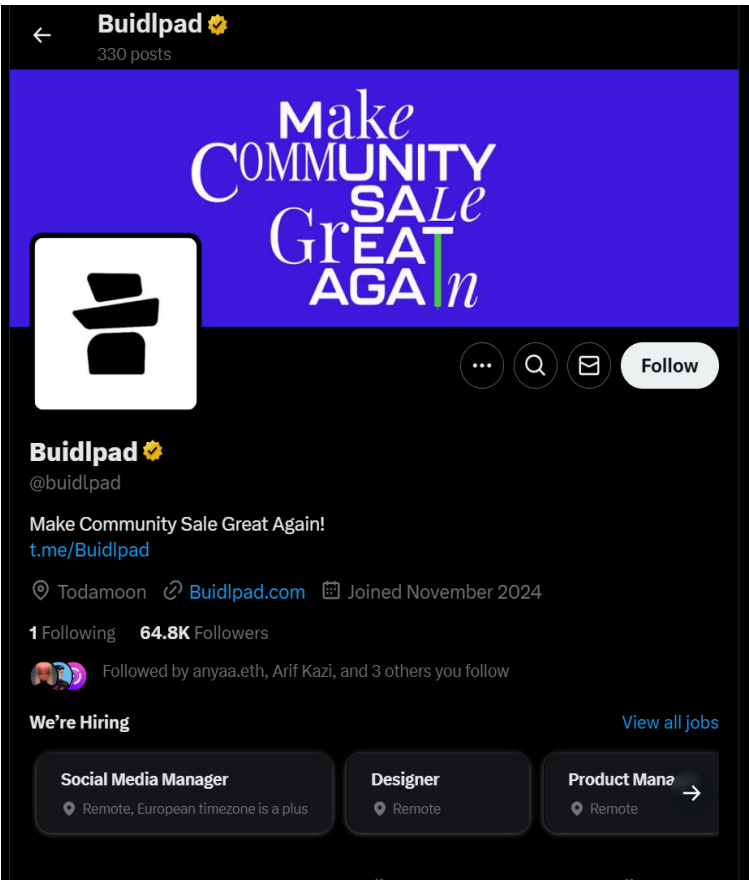 Buidlpad
330 posts
Make
COMMUNITY
SALe
GrEAT
AGAIn
Follow
Buidlpad
@buidlpad
Make Community Sale Great Again!
t.me/Buidlpad
Todamoon Buidlpad.com Joined November 2024
1 Following 64.8K Followers
Followed by anyaa.eth, Arif Kazi, and 3 others you follow
We're Hiring View all jobs
Social Media Manager Designer Product Mana
Remote, European timezone is a plus Remote Remote